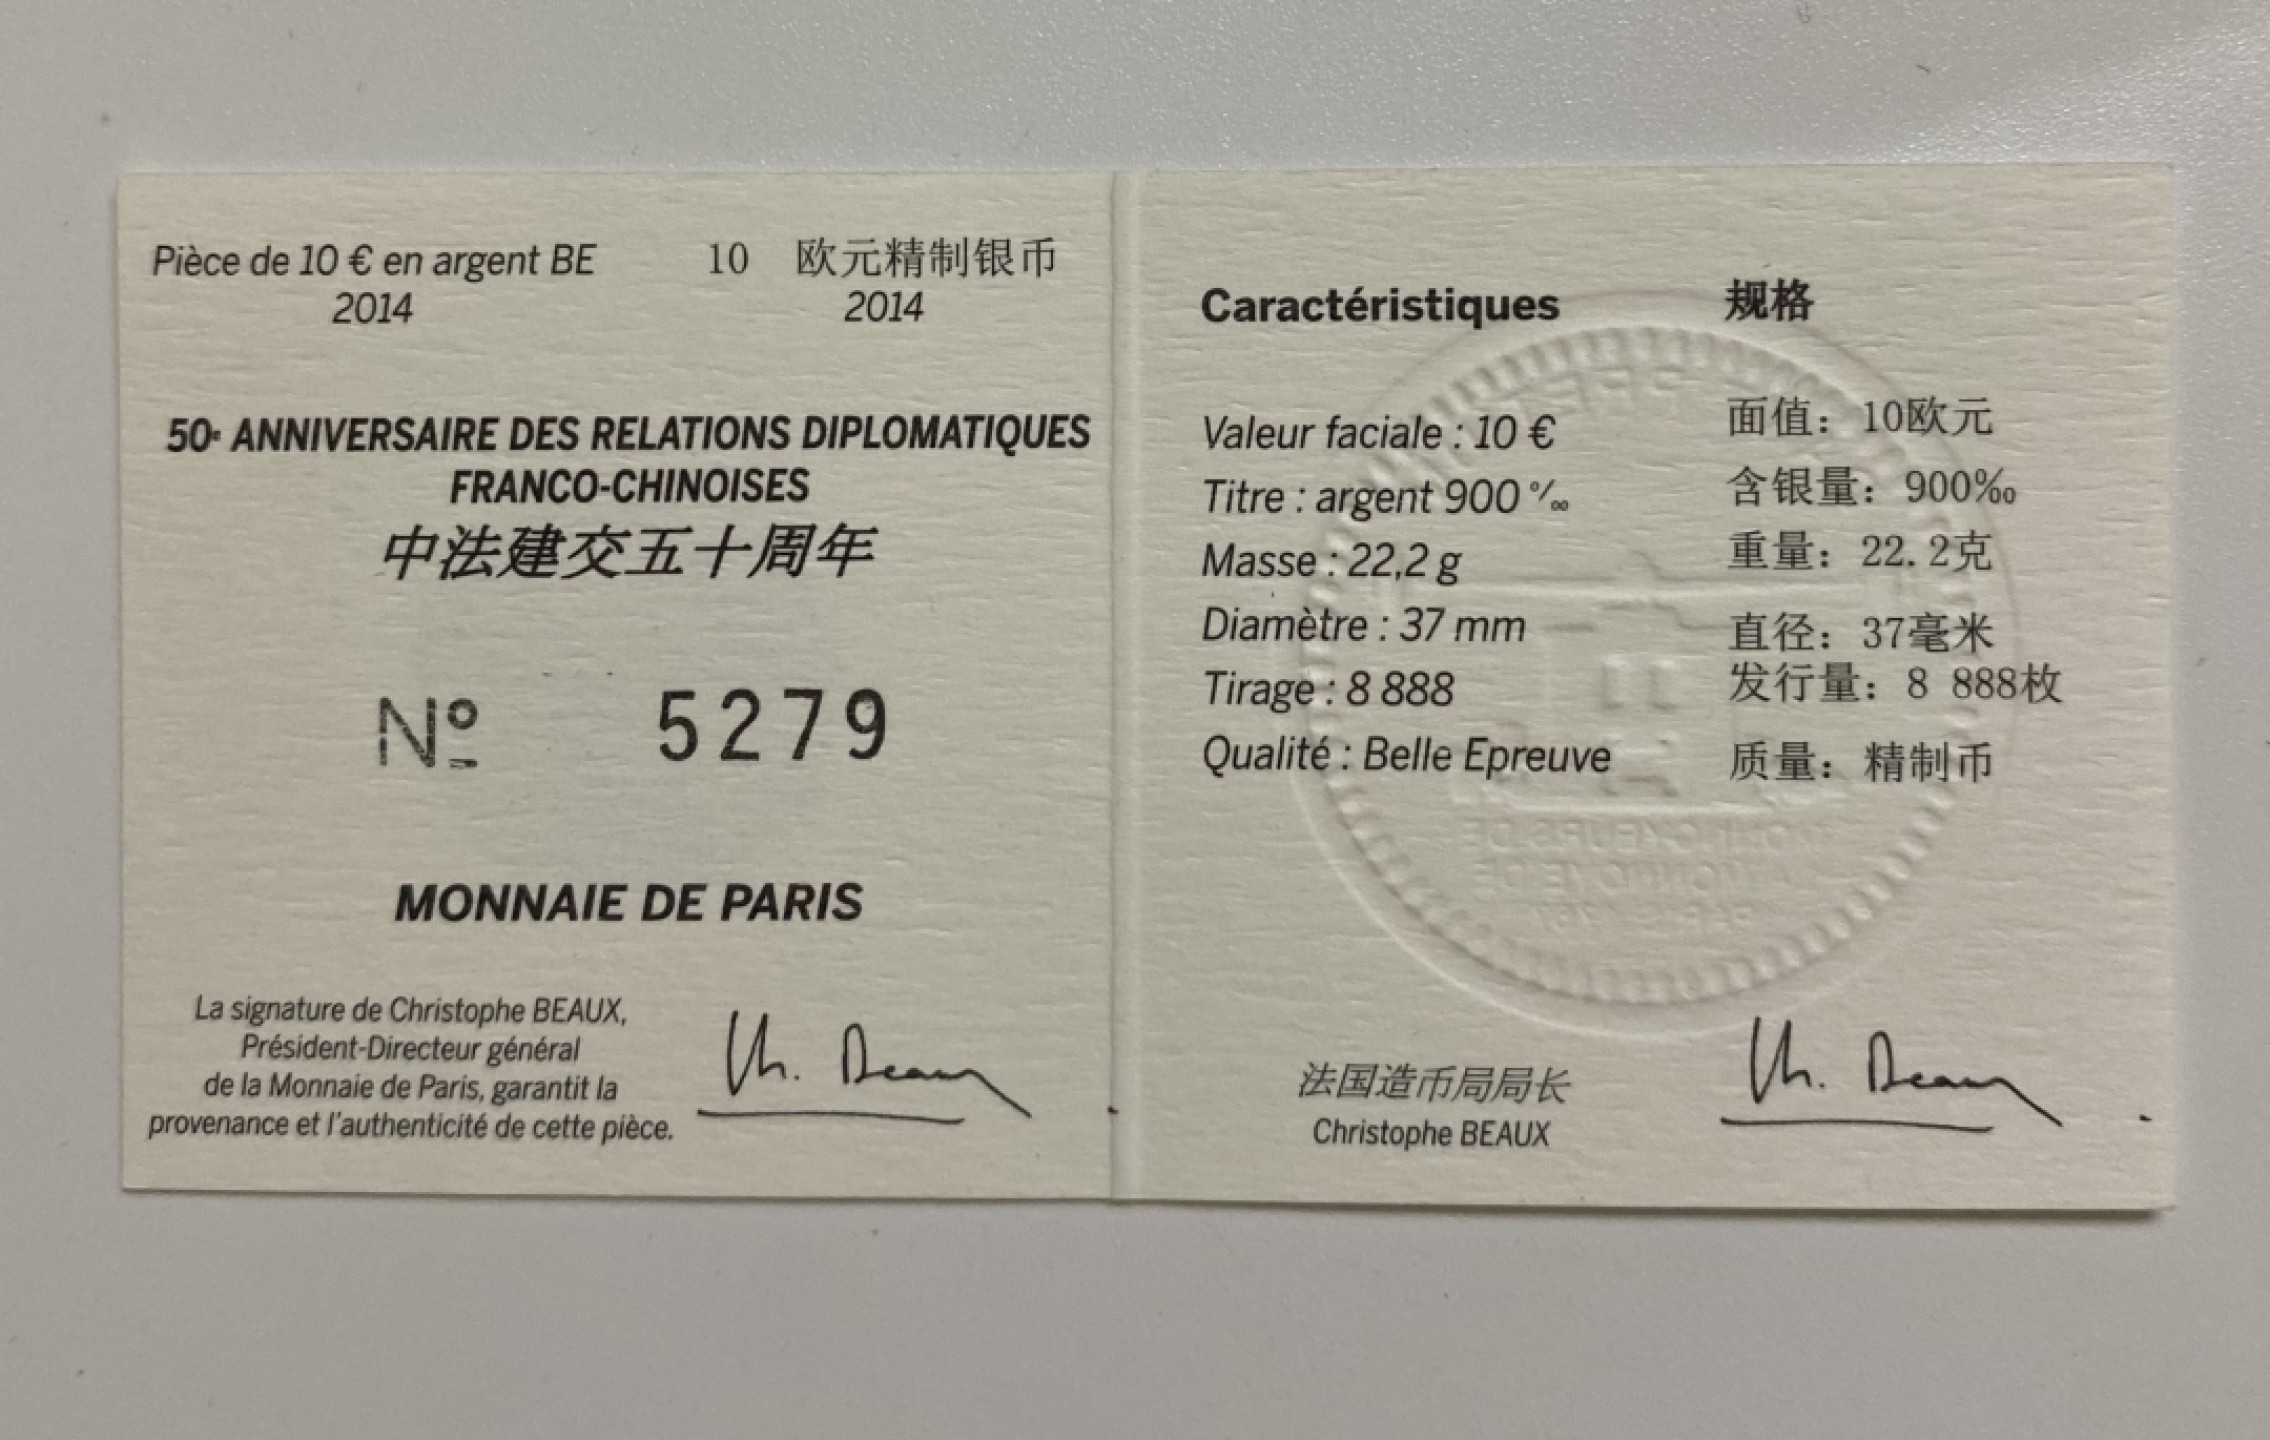 Pièce de 10 € en argent BE
2014
10 欧元精制银币
2014
50e ANNIVERSAIRE DES RELATIONS DIPLOMATIQUES
FRANCO-CHINOISES
中法建交五十周年
Nº 5279
MONNAIE DE PARIS
La signature de Christophe BEAUX,
Président-Directeur général
de la Monnaie de Paris, garantit la
provenance et l'authenticité de cette pièce.
Ch. Beaux
Caractéristiques
Valeur faciale : 10 €
Titre : argent 900 ‰
Masse : 22,2 g
Diamètre : 37 mm
Tirage : 8 888
Qualité : Belle Epreuve
规格
面值：10欧元
含银量：900‰
重量：22.2克
直径：37毫米
发行量：8 888枚
质量：精制币
法国造币局局长
Christophe BEAUX
Ch. Beaux